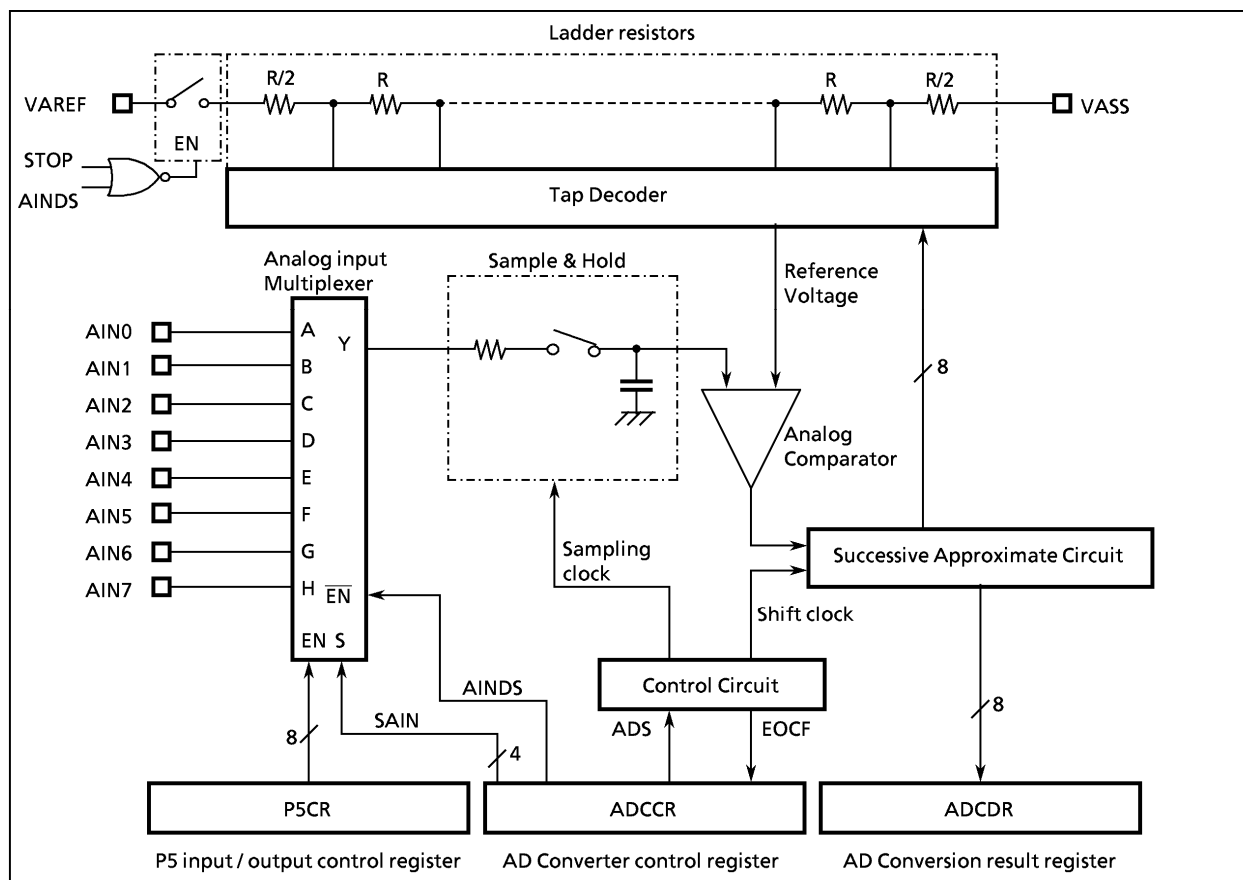 Ladder resistors
R/2
R
R
R/2
VAREF
VASS
EN
STOP
AINDS
Tap Decoder
Analog input
Multiplexer
Sample & Hold
Reference
Voltage
AIN0
A
Y
AIN1
B
8
AIN2
C
AIN3
D
Analog
Comparator
AIN4
E
AIN5
F
AIN6
G
Sampling
clock
Successive Approximate Circuit
AIN7
H
EN
Shift clock
EN S
Control Circuit
AINDS
SAIN
ADS
EOCF
8
8
4
P5CR
ADCCR
ADCDR
P5 input / output control register
AD Converter control register
AD Conversion result register